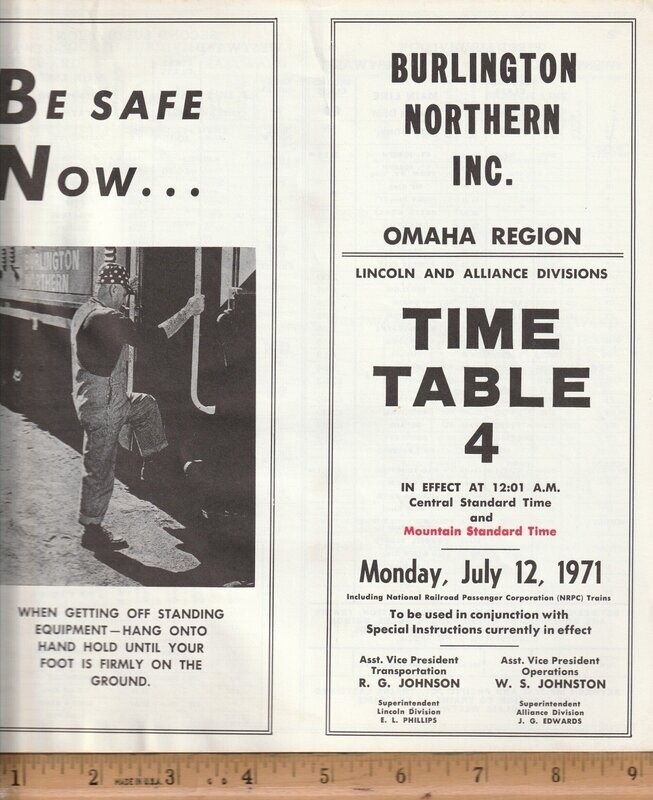 BE SAFE
NOW...
BURLINGTON
NORTHERN
WHEN GETTING OFF STANDING
EQUIPMENT—HANG ONTO
HAND HOLD UNTIL YOUR
FOOT IS FIRMLY ON THE
GROUND.
BURLINGTON
NORTHERN
INC.
OMAHA REGION
LINCOLN AND ALLIANCE DIVISIONS
TIME
TABLE
4
IN EFFECT AT 12:01 A.M.
Central Standard Time
and
Mountain Standard Time
Monday, July 12, 1971
Including National Railroad Passenger Corporation (NRPC) Trains
To be used in conjunction with
Special Instructions currently in effect
Asst. Vice President
Transportation
R. G. JOHNSON
Superintendent
Lincoln Division
E. L. PHILLIPS
Asst. Vice President
Operations
W. S. JOHNSTON
Superintendent
Alliance Division
J. G. EDWARDS
1 2 MADE IN U.S.A. 3 4 5 6 7 8 9